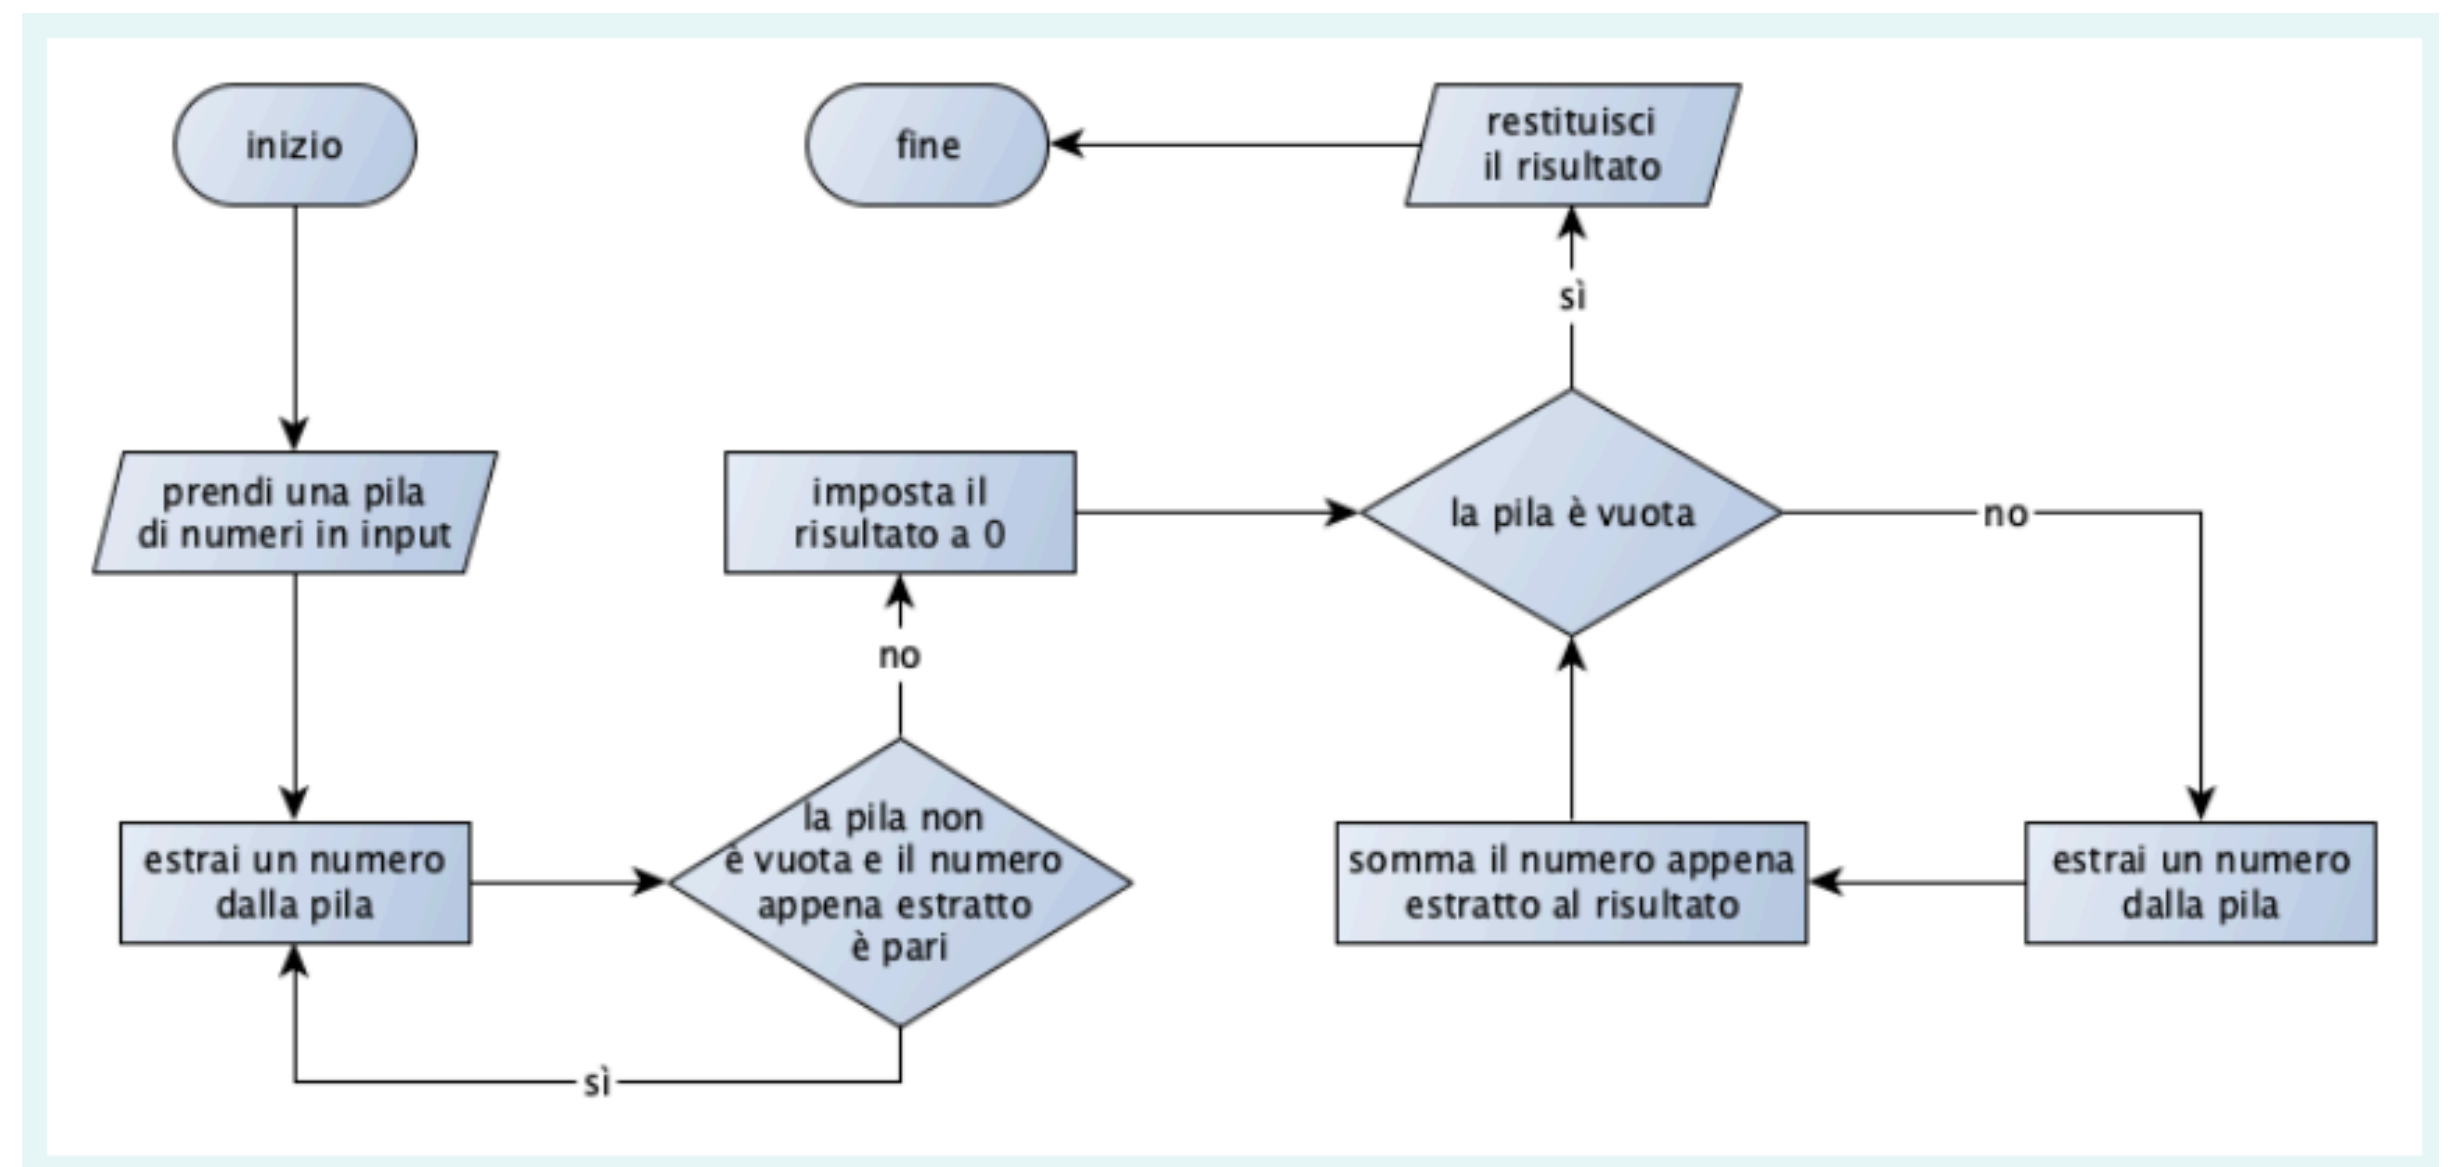 inizio
prendi una pila
di numeri in input
estrai un numero
dalla pila
la pila non
è vuota e il numero
appena estratto
è pari
sì
no
imposta il
risultato a 0
la pila è vuota
no
estrai un numero
dalla pila
somma il numero appena
estratto al risultato
sì
restituisci
il risultato
fine